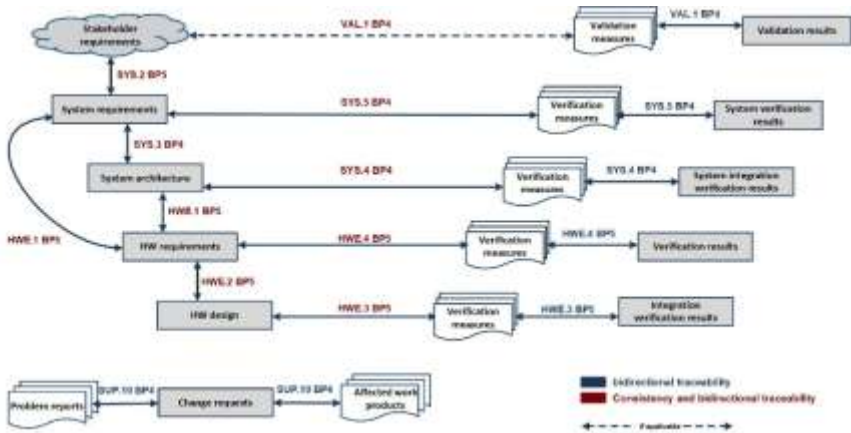 Stakeholder
requirements
VAL.1 BP4
Validation
measures
VAL.1 BP4
Validation results
SYS.2 BP5
System requirements
SYS.5 BP4
Verification
measures
SYS.5 BP4
System verification
results
SYS.3 BP4
System architecture
SYS.4 BP4
Verification
measures
SYS.4 BP4
System integration
verification results
HWE.1 BP5
HWE.1 BP5
HW requirements
HWE.4 BP5
Verification
measures
HWE.4 BP5
Verification results
HWE.2 BP5
HW design
HWE.3 BP5
Verification
measures
HWE.3 BP5
Integration
verification results
Problem reports
SUP.10 BP4
Change requests
SUP.10 BP4
Affected work
products
bidirectional traceability
Consistency and bidirectional traceability